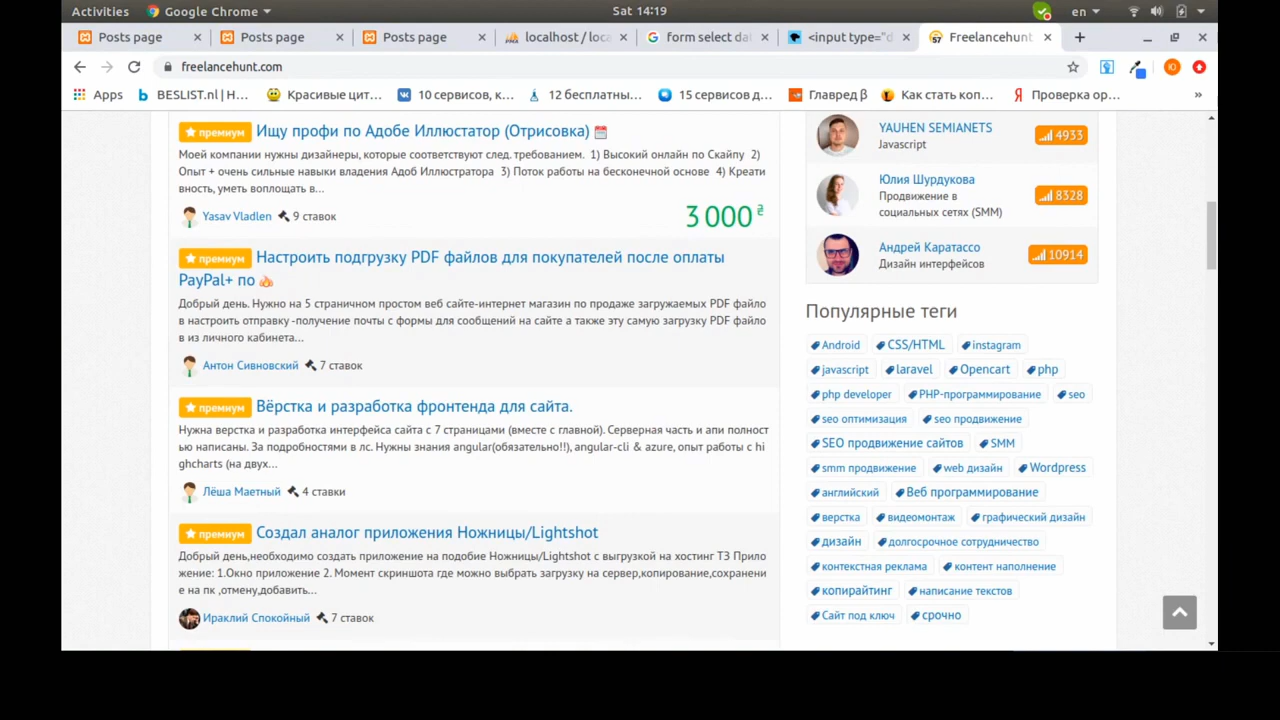 Activities Google Chrome Sat 14:19 en
Posts page Posts page Posts page localhost / loca form select dat <input type="d Freelancehunt
freelancehunt.com
Apps BESLIST.nl | Н... Красивые цит... 10 сервисов, к... 12 бесплатны... 15 сервисов д... Главред β Как стать коп... Проверка ор... »
премиум Ищу профи по Адобе Иллюстатор (Отрисовка)
Моей компании нужны дизайнеры, которые соответствуют след. требованием. 1) Высокий онлайн по Скайпу 2)
Опыт + очень сильные навыки владения Адоб Иллюстратора 3) Поток работы на бесконечной основе 4) Креати
вность, уметь воплощать в...
Yasav Vladlen 9 ставок
3 000 ₴
премиум Настроить подгрузку PDF файлов для покупателей после оплаты
PayPal+ по
Добрый день. Нужно на 5 страничном простом веб сайте-интернет магазин по продаже загружаемых PDF файло
в настроить отправку -получение почты с формы для сообщений на сайте а также эту самую загрузку PDF файло
в из личного кабинета...
Антон Сивновский 7 ставок
премиум Вёрстка и разработка фронтенда для сайта.
Нужна верстка и разработка интерфейса сайта с 7 страницами (вместе с главной). Серверная часть и апи полност
ью написаны. За подробностями в лс. Нужны знания angular(обязательно!!), angular-cli & azure, опыт работы с hi
ghcharts (на двух...
Лёша Маетный 4 ставки
премиум Создал аналог приложения Ножницы/Lightshot
Добрый день,необходимо создать приложение на подобие Ножницы/Lightshot с выгрузкой на хостинг ТЗ Прило
жение: 1.Окно приложение 2. Момент скриншота где можно выбрать загрузку на сервер,копирование,сохранени
е на пк ,отмену,добавить...
Ираклий Спокойный 7 ставок
YAUHEN SEMIANETS
Javascript
4933
Юлия Шурдукова
Продвижение в
социальных сетях (SMM)
8328
Андрей Каратассо
Дизайн интерфейсов
10914
Популярные теги
Android CSS/HTML instagram
javascript laravel Opencart php
php developer PHP-программирование seo
seo оптимизация seo продвижение
SEO продвижение сайтов SMM
smm продвижение web дизайн Wordpress
английский Веб программирование
верстка видеомонтаж графический дизайн
дизайн долгосрочное сотрудничество
контекстная реклама контент наполнение
копирайтинг написание текстов
Сайт под ключ срочно